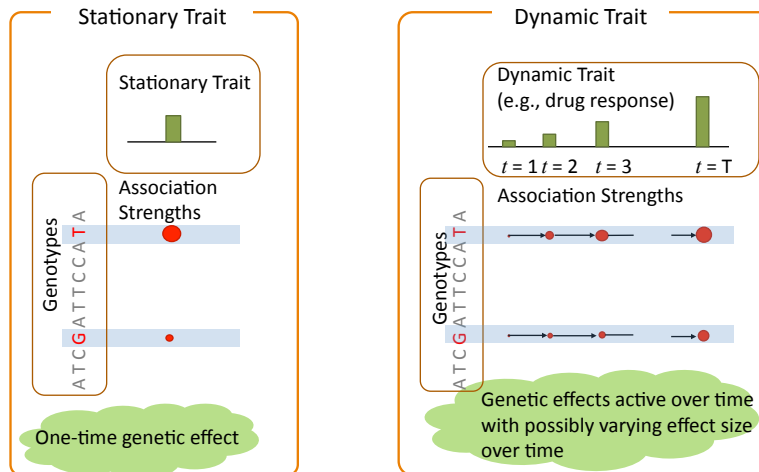 Stationary Trait
Stationary Trait
Association
Strengths
Genotypes
ATCGATTCCATA
One-time genetic effect
Dynamic Trait
Dynamic Trait
(e.g., drug response)
t = 1 t = 2 t = 3 t = T
Association Strengths
Genotypes
ATCGATTCCATA
Genetic effects active over time
with possibly varying effect size
over time